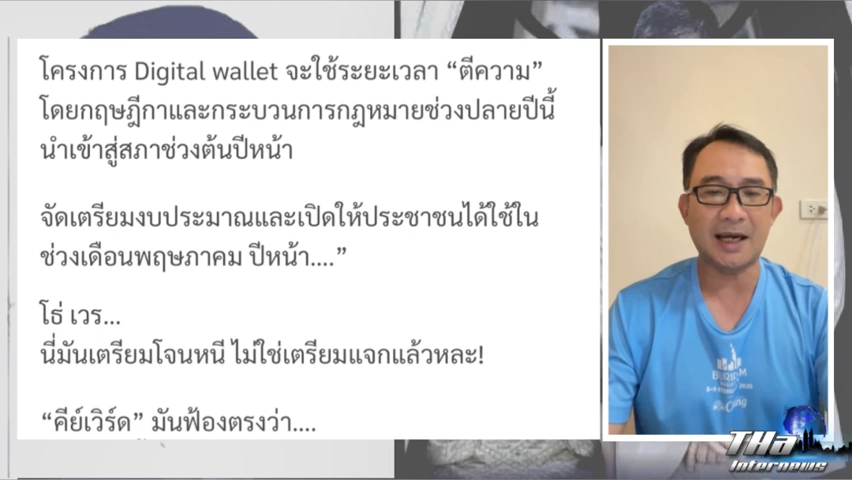 โครงการ Digital wallet จะใช้ระยะเวลา “ตีความ”
โดยกฤษฎีกาและกระบวนการกฎหมายช่วงปลายปีนี้
นำเข้าสู่สภาช่วงต้นปีหน้า
จัดเตรียมงบประมาณและเปิดให้ประชาชนได้ใช้ใน
ช่วงเดือนพฤษภาคม ปีหน้า....”
โธ่ เวร...
นี่มันเตรียมโจนหนี ไม่ใช่เตรียมแจกแล้วหละ!
“คีย์เวิร์ด” มันฟ้องตรงว่า....
THa
Internews